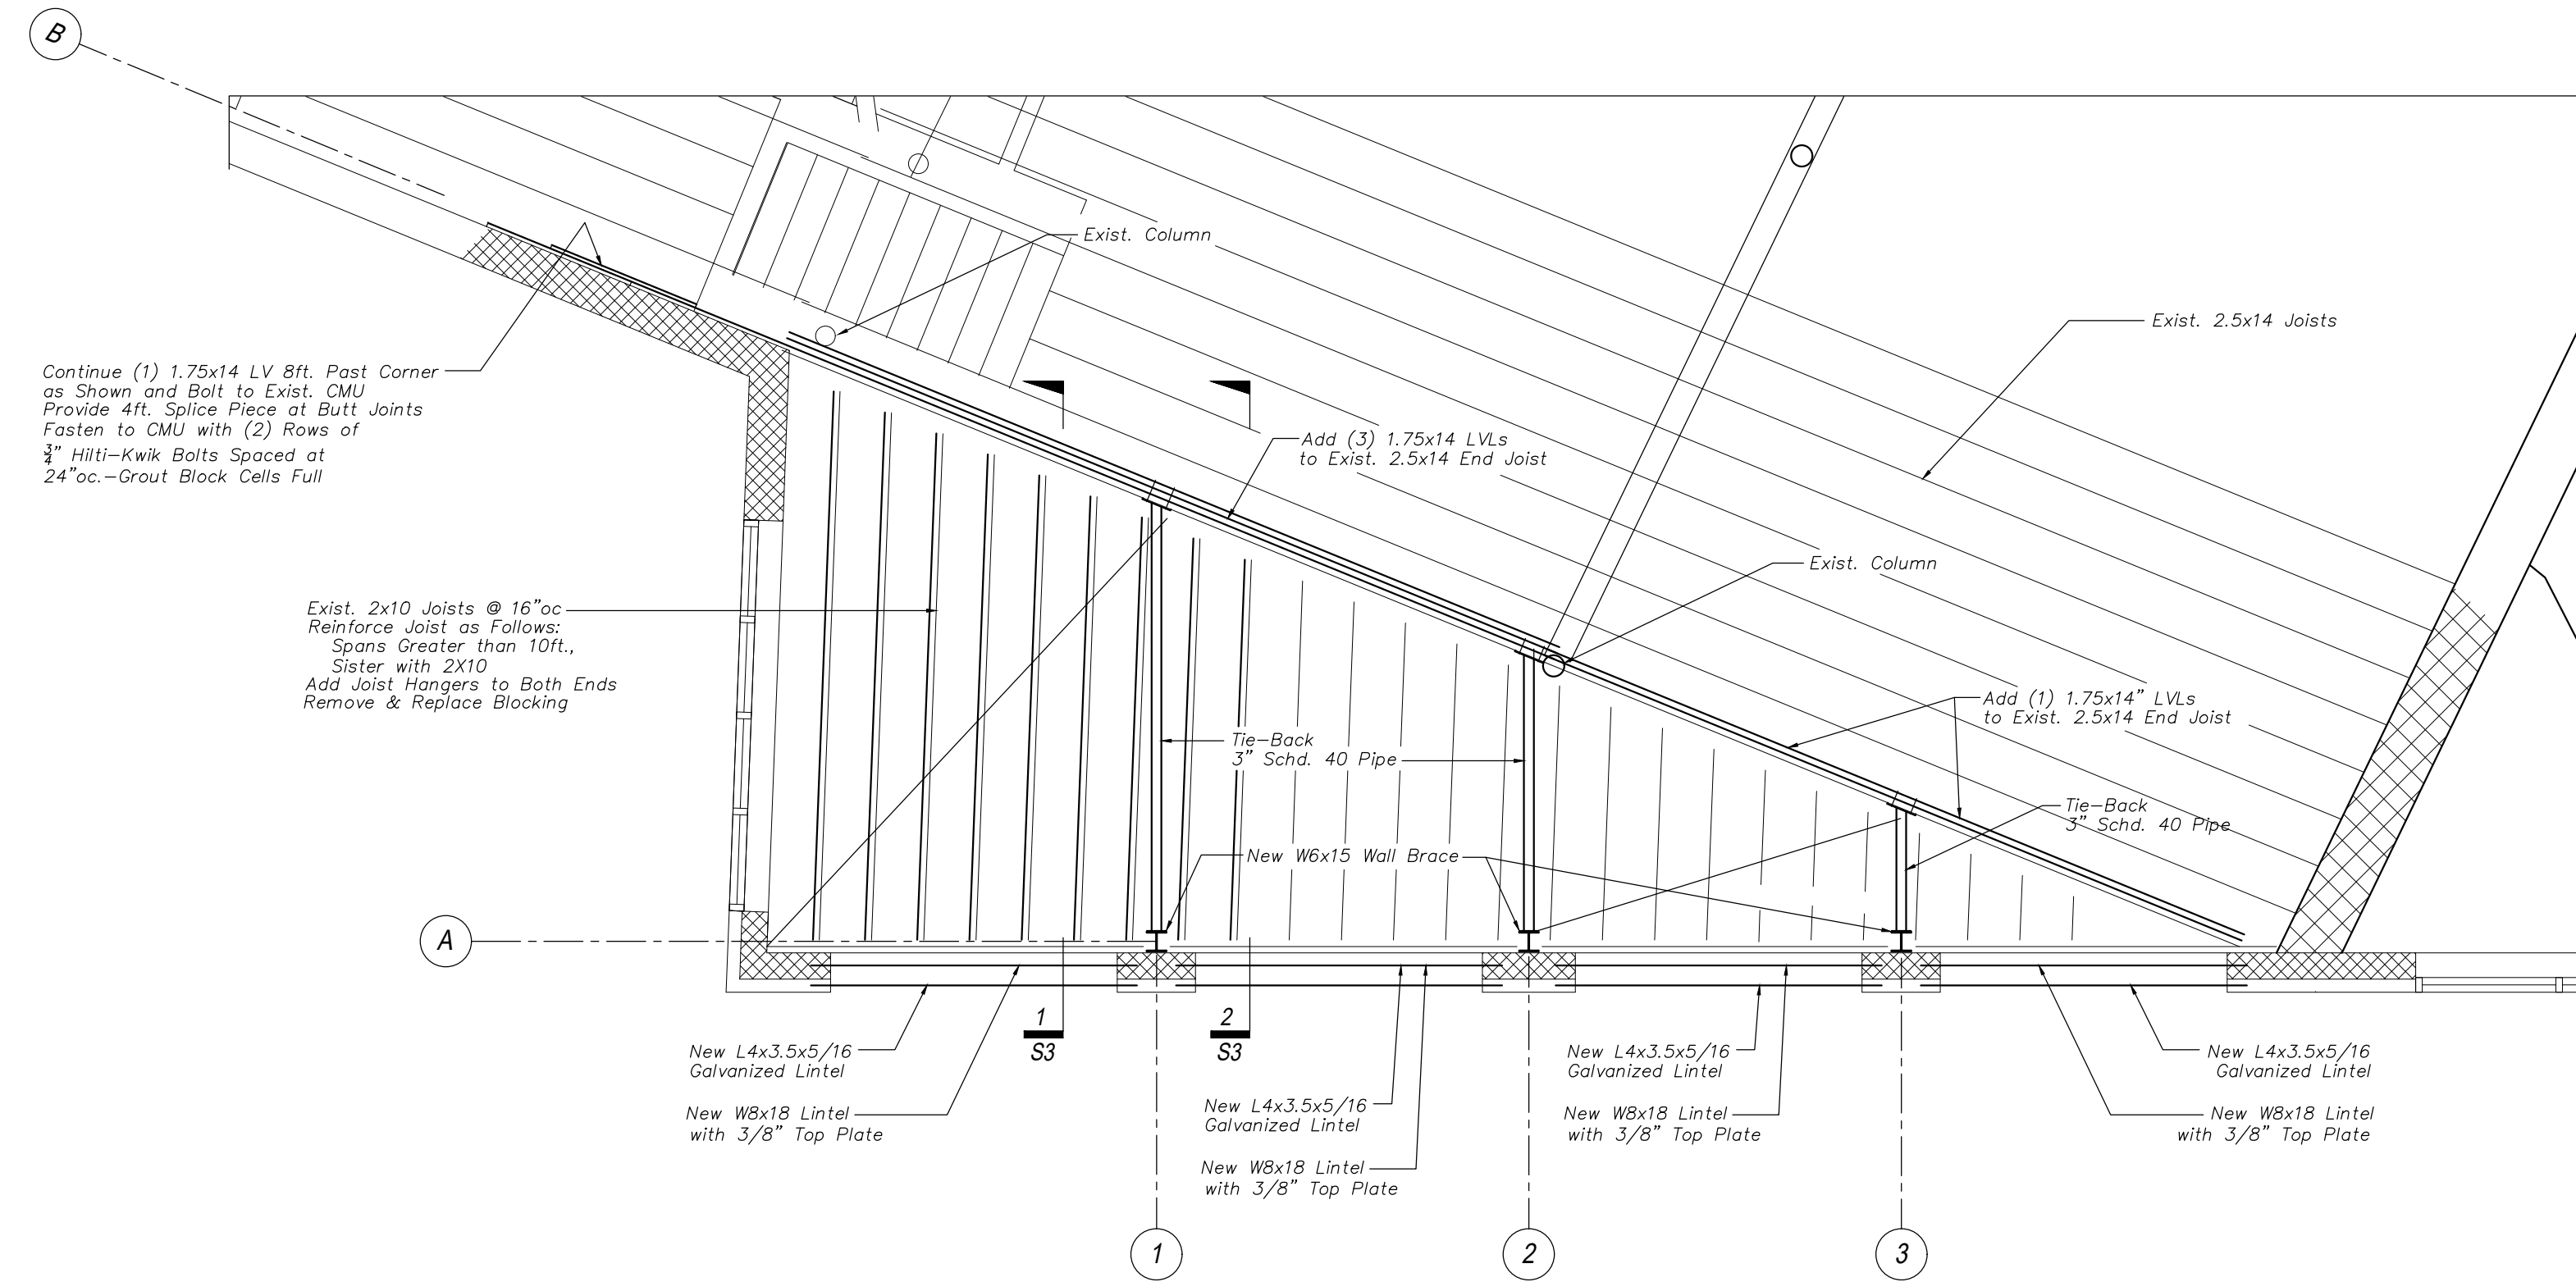 B
Exist. Column
Exist. 2.5x14 Joists
Continue (1) 1.75x14 LV 8ft. Past Corner
as Shown and Bolt to Exist. CMU
Provide 4ft. Splice Piece at Butt Joints
Fasten to CMU with (2) Rows of
3/4" Hilti-Kwik Bolts Spaced at
24"oc.-Grout Block Cells Full
Add (3) 1.75x14 LVLs
to Exist. 2.5x14 End Joist
Exist. Column
Exist. 2x10 Joists @ 16"oc
Reinforce Joist as Follows:
Spans Greater than 10ft.,
Sister with 2X10
Add Joist Hangers to Both Ends
Remove & Replace Blocking
Add (1) 1.75x14" LVLs
to Exist. 2.5x14 End Joist
Tie-Back
3" Schd. 40 Pipe
Tie-Back
3" Schd. 40 Pipe
New W6x15 Wall Brace
A
1
S3
2
S3
New L4x3.5x5/16
Galvanized Lintel
New W8x18 Lintel
with 3/8" Top Plate
New L4x3.5x5/16
Galvanized Lintel
New W8x18 Lintel
with 3/8" Top Plate
New L4x3.5x5/16
Galvanized Lintel
New W8x18 Lintel
with 3/8" Top Plate
New L4x3.5x5/16
Galvanized Lintel
New W8x18 Lintel
with 3/8" Top Plate
1
2
3